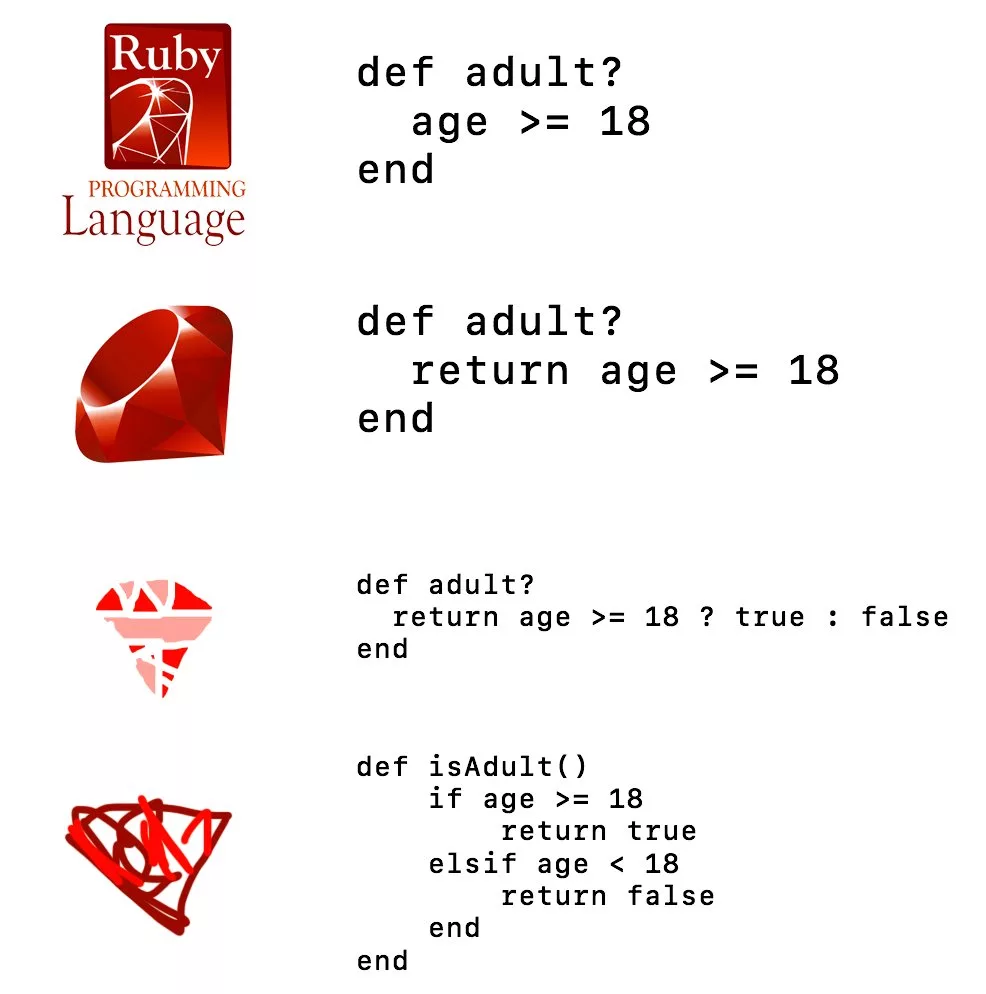 Ruby
PROGRAMMING
Language
def adult?
  age >= 18
end
def adult?
  return age >= 18
end
def adult?
  return age >= 18 ? true : false
end
def isAdult()
    if age >= 18
        return true
    elsif age < 18
        return false
    end
end